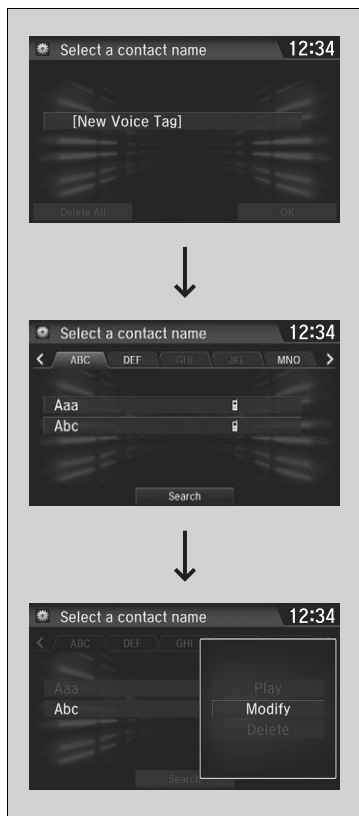 Select a contact name 12:34
[New Voice Tag]
Delete All OK
Select a contact name 12:34
ABC DEF GHI JKL MNO
Aaa
Abc
Search
Select a contact name 12:34
ABC DEF GHI
Aaa
Abc
Play
Modify
Delete
Search